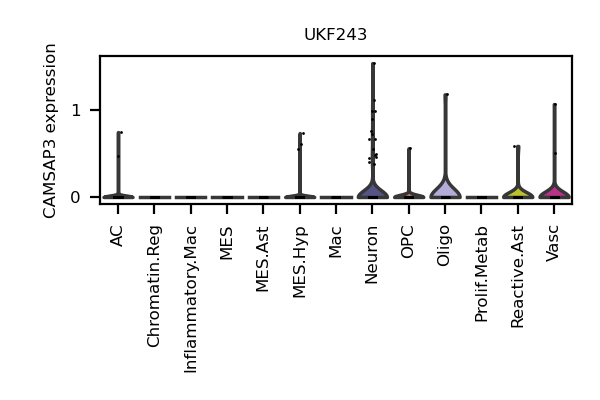 UKF243
CAMSAP3 expression
1
0
AC
Chromatin.Reg
Inflammatory.Mac
MES
MES.Ast
MES.Hyp
Mac
Neuron
OPC
Oligo
Prolif.Metab
Reactive.Ast
Vasc